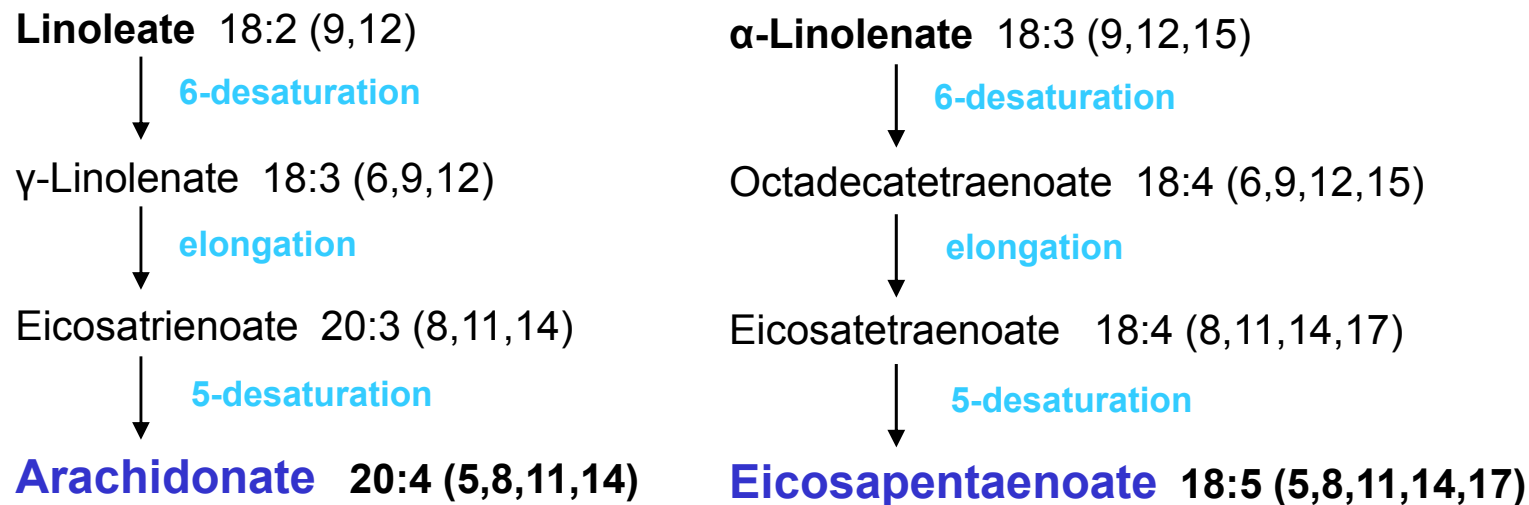 Linoleate 18:2 (9,12)
6-desaturation
γ-Linolenate 18:3 (6,9,12)
elongation
Eicosatrienoate 20:3 (8,11,14)
5-desaturation
Arachidonate 20:4 (5,8,11,14)
α-Linolenate 18:3 (9,12,15)
6-desaturation
Octadecatetraenoate 18:4 (6,9,12,15)
elongation
Eicosatetraenoate 18:4 (8,11,14,17)
5-desaturation
Eicosapentaenoate 18:5 (5,8,11,14,17)